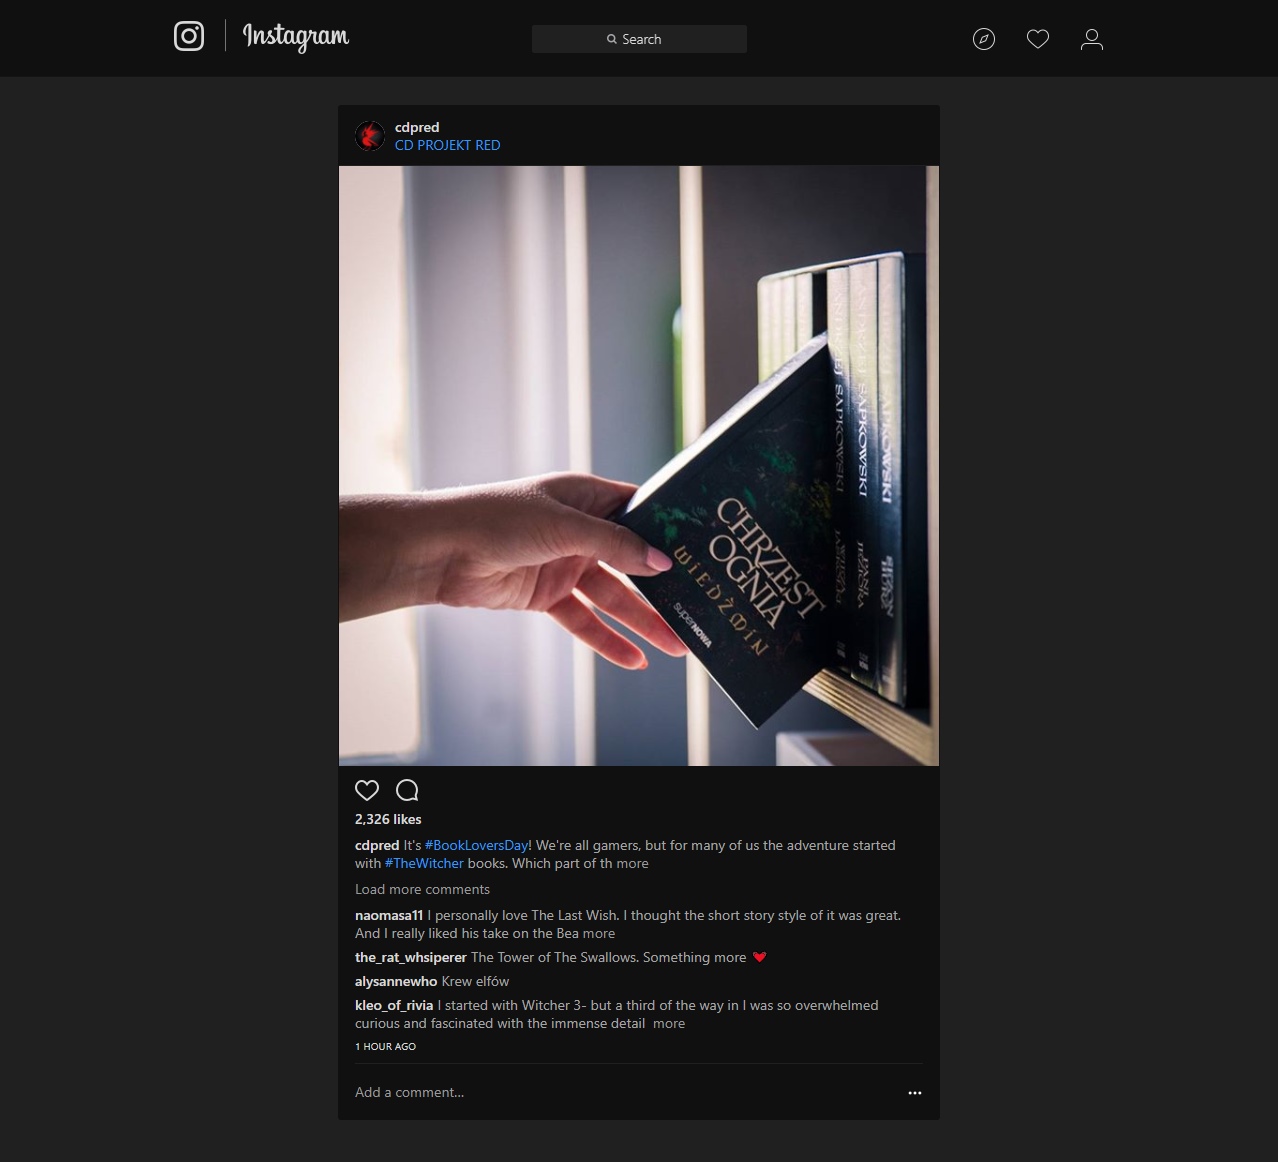 Instagram
Search
cdpred
CD PROJEKT RED
SAPKOWSKI
SAPKOWSKI
SAPKOWSKI
CHRZEST
OGNIA
WIEDŹMIN
superNOWA
2,326 likes
cdpred It's #BookLoversDay! We're all gamers, but for many of us the adventure started
with #TheWitcher books. Which part of th more
Load more comments
naomasa11 I personally love The Last Wish. I thought the short story style of it was great.
And I really liked his take on the Bea more
the_rat_whsiperer The Tower of The Swallows. Something more
alysannewho Krew elfów
kleo_of_rivia I started with Witcher 3- but a third of the way in I was so overwhelmed
curious and fascinated with the immense detail  more
1 HOUR AGO
Add a comment...